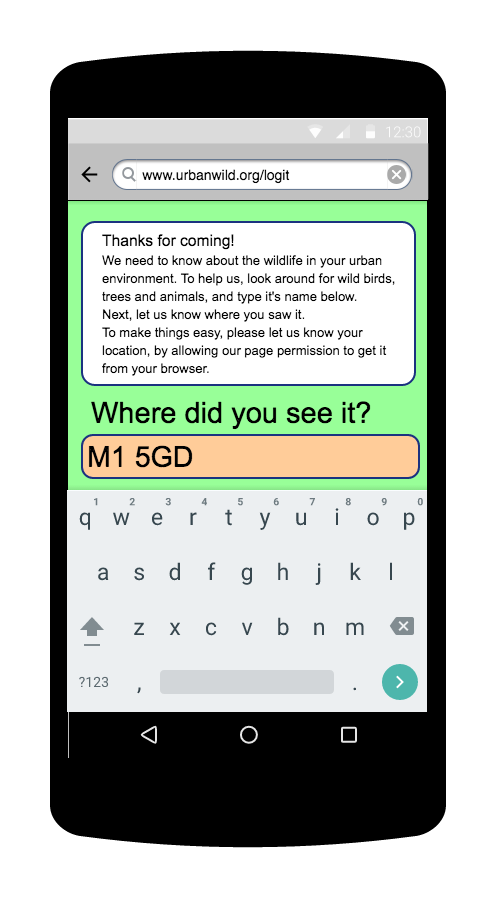 12:30
www.urbanwild.org/logit
Thanks for coming!
We need to know about the wildlife in your urban
environment. To help us, look around for wild birds,
trees and animals, and type it's name below.
Next, let us know where you saw it.
To make things easy, please let us know your
location, by allowing our page permission to get it
from your browser.
Where did you see it?
M1 5GD
1 2 3 4 5 6 7 8 9 0
q w e r t y u i o p
a s d f g h j k l
z x c v b n m
?123 , .